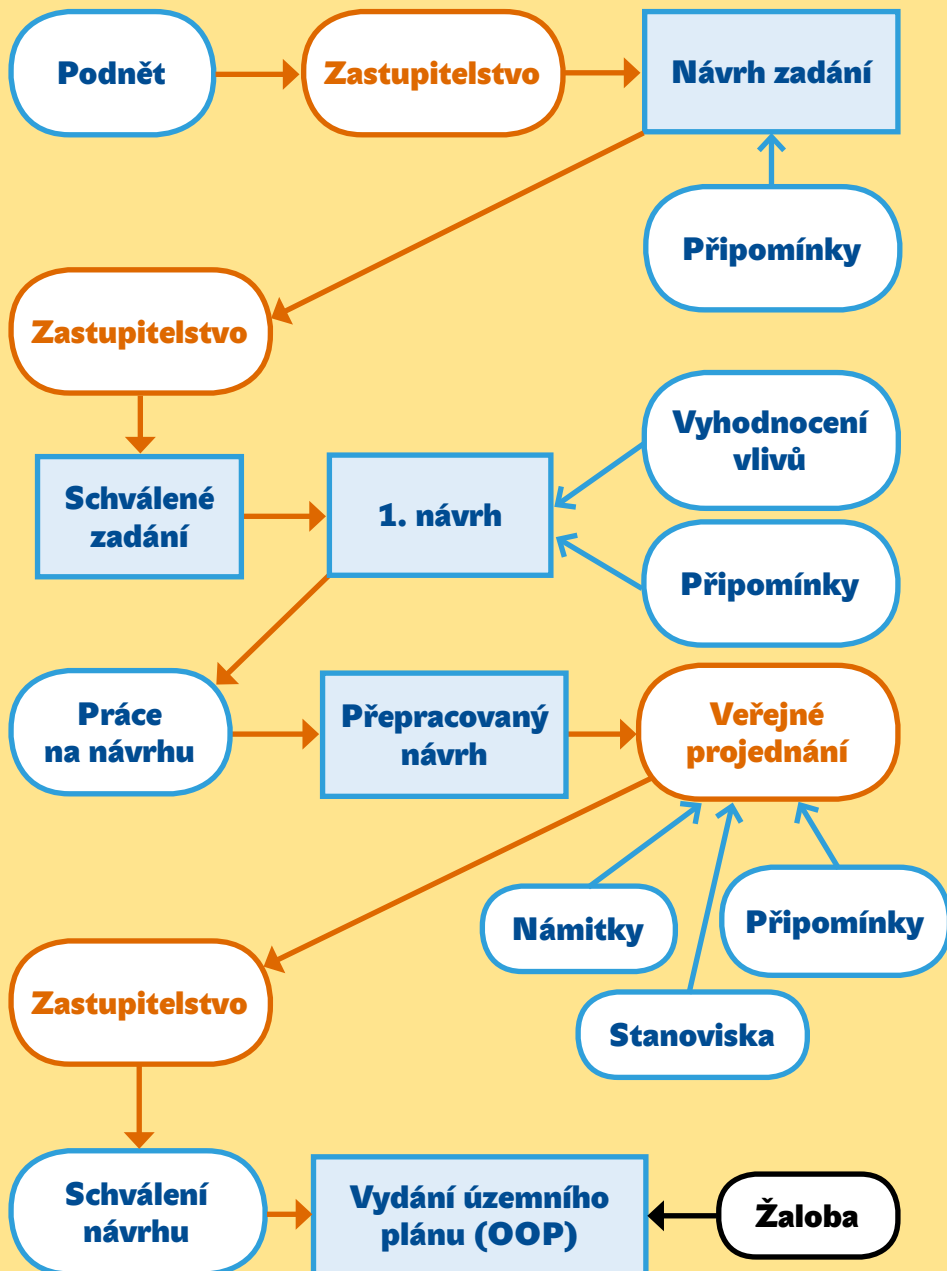 Podnět
Zastupitelstvo
Návrh zadání
Připomínky
Zastupitelstvo
Vyhodnocení
vlivů
Schválené
zadání
1. návrh
Připomínky
Práce
na návrhu
Přepracovaný
návrh
Veřejné
projednání
Námitky
Připomínky
Zastupitelstvo
Stanoviska
Schválení
návrhu
Vydání územního
plánu (OOP)
Žaloba